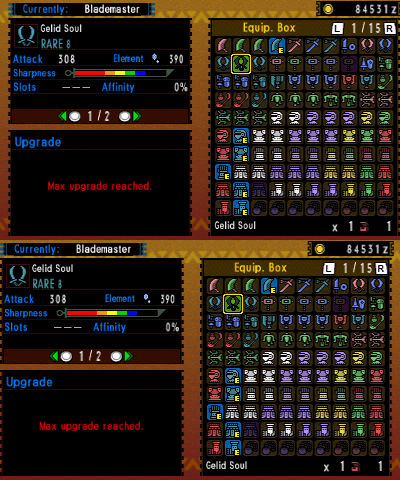 Currently: Blademaster
84531z
Gelid Soul
RARE 8
Attack 308 Element 390
Sharpness
Slots --- Affinity 0%
1/2
Upgrade
Max upgrade reached.
Equip. Box L 1/15 R
Gelid Soul x 1 1
Currently: Blademaster
84531z
Gelid Soul
RARE 8
Attack 308 Element 390
Sharpness
Slots --- Affinity 0%
1/2
Upgrade
Max upgrade reached.
Equip. Box L 1/15 R
Gelid Soul x 1 1